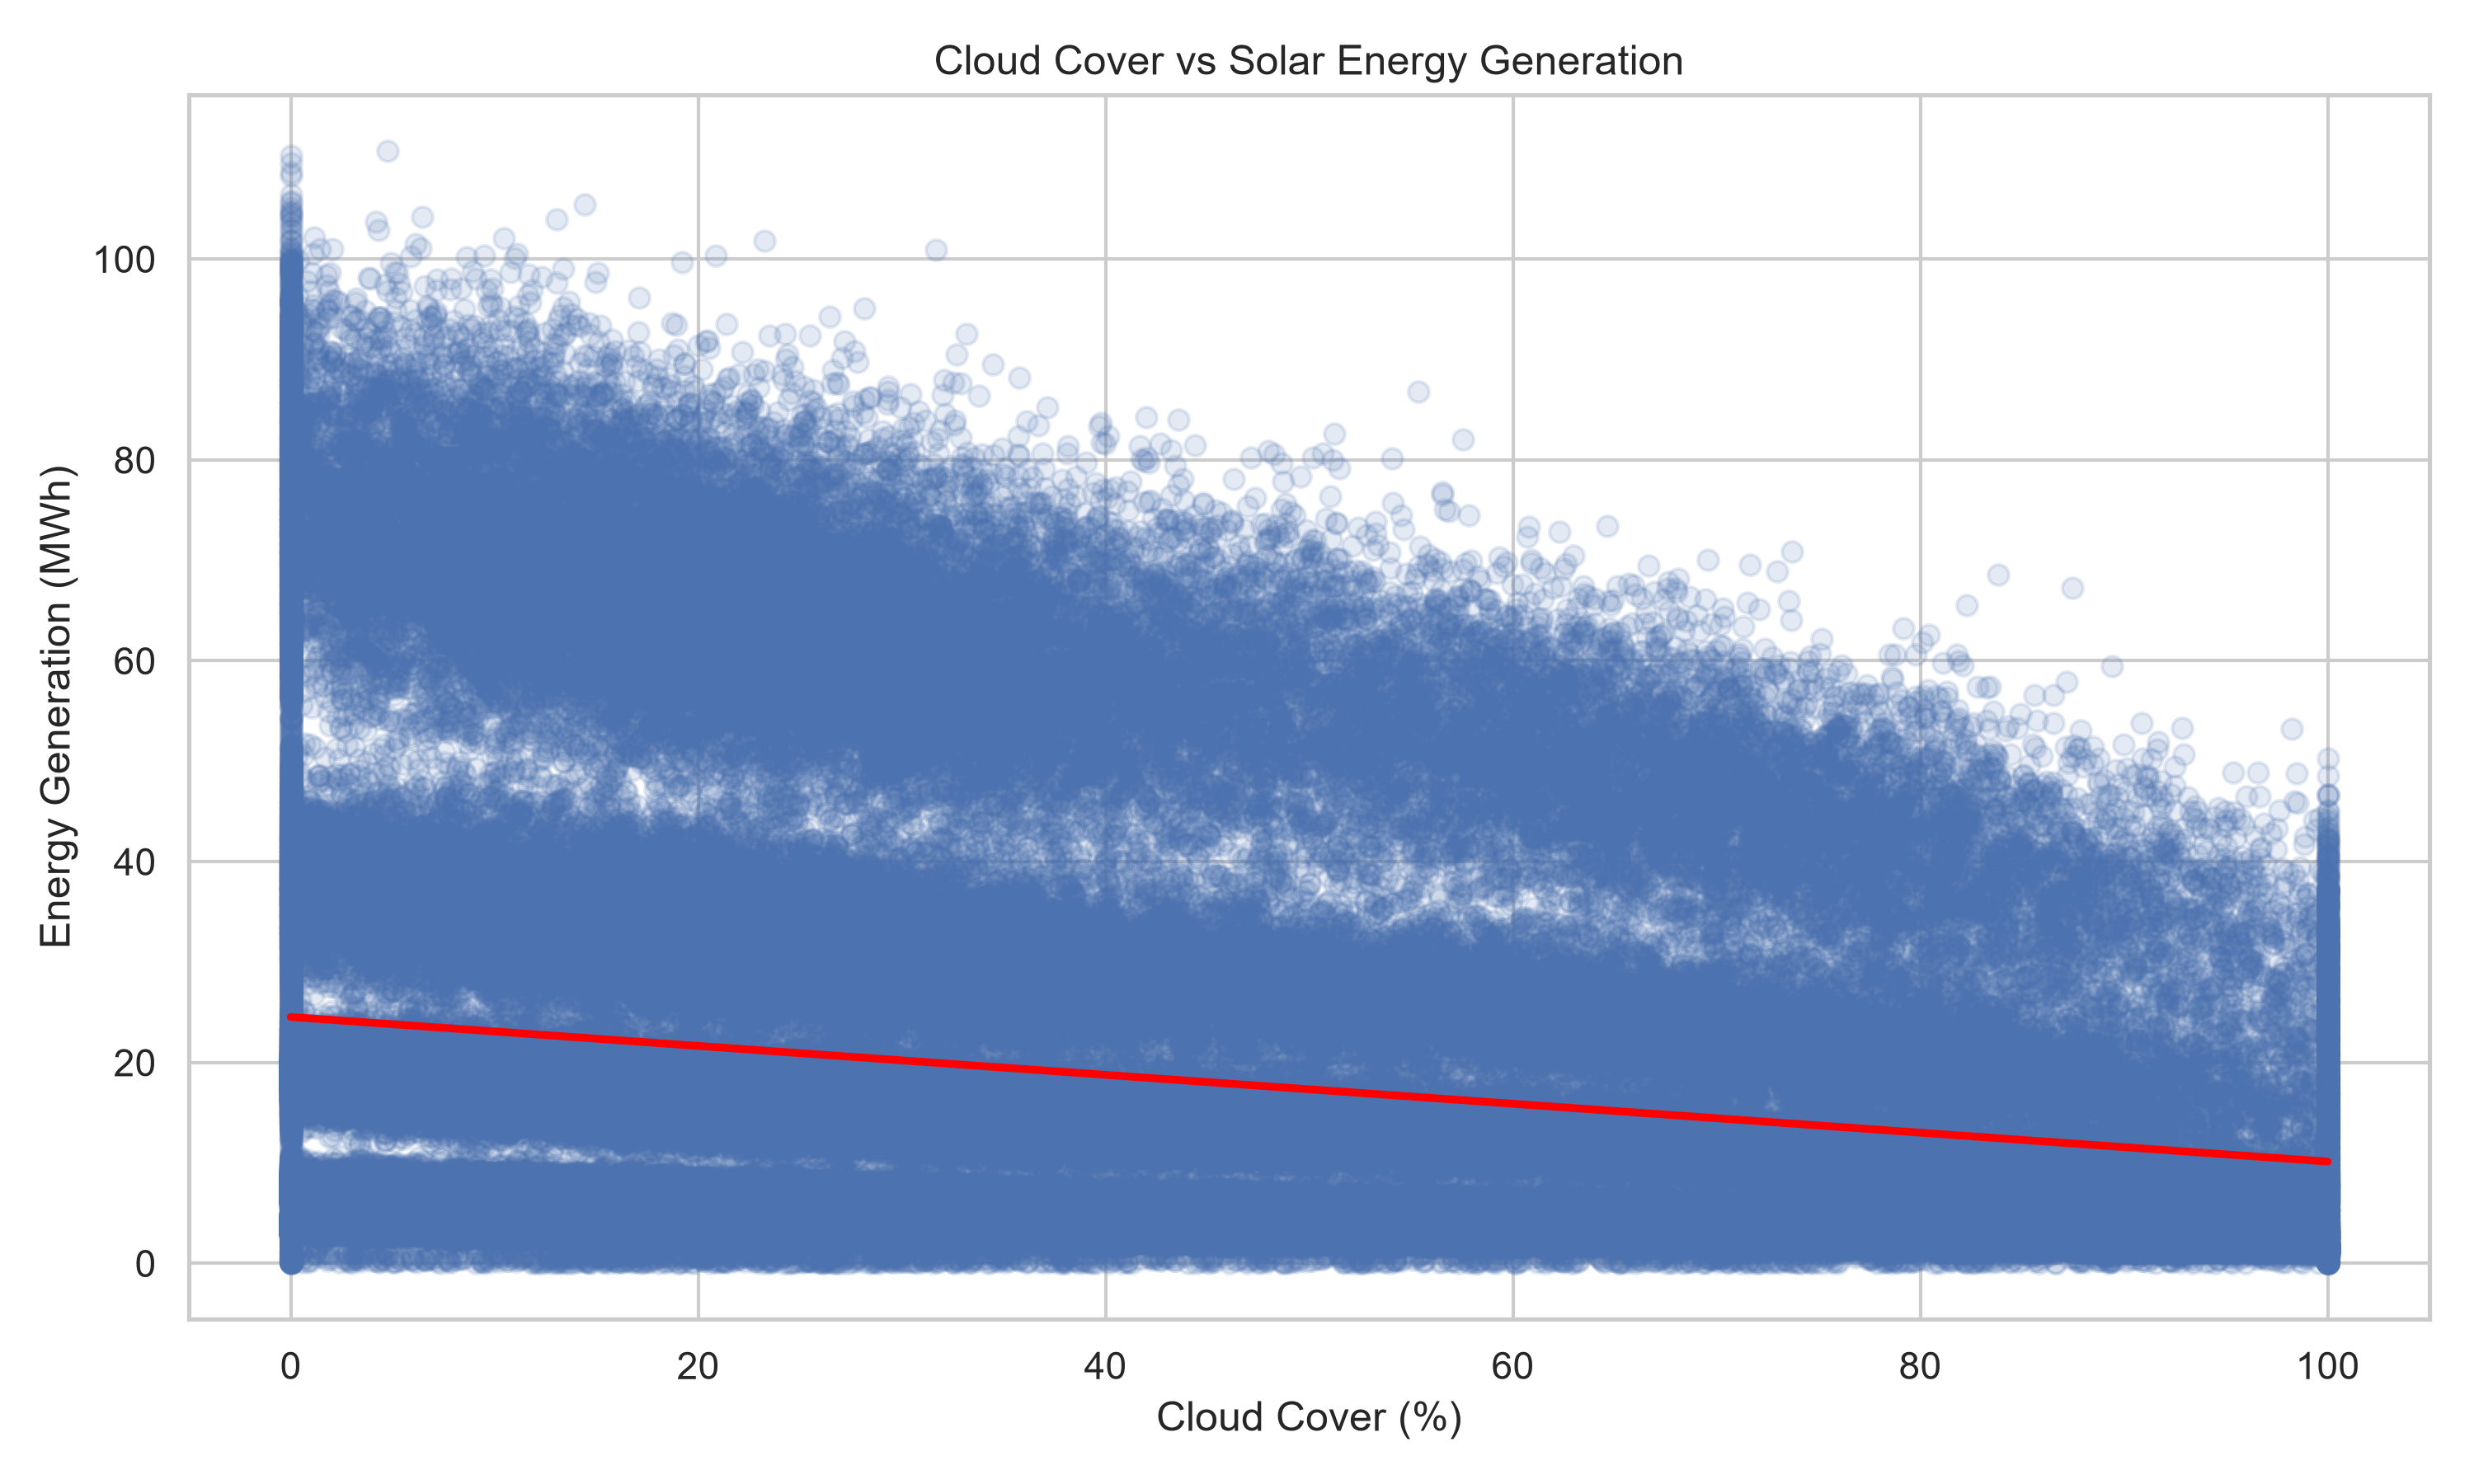 Cloud Cover vs Solar Energy Generation
Energy Generation (MWh)
100
80
60
40
20
0
0 20 40 60 80 100
Cloud Cover (%)